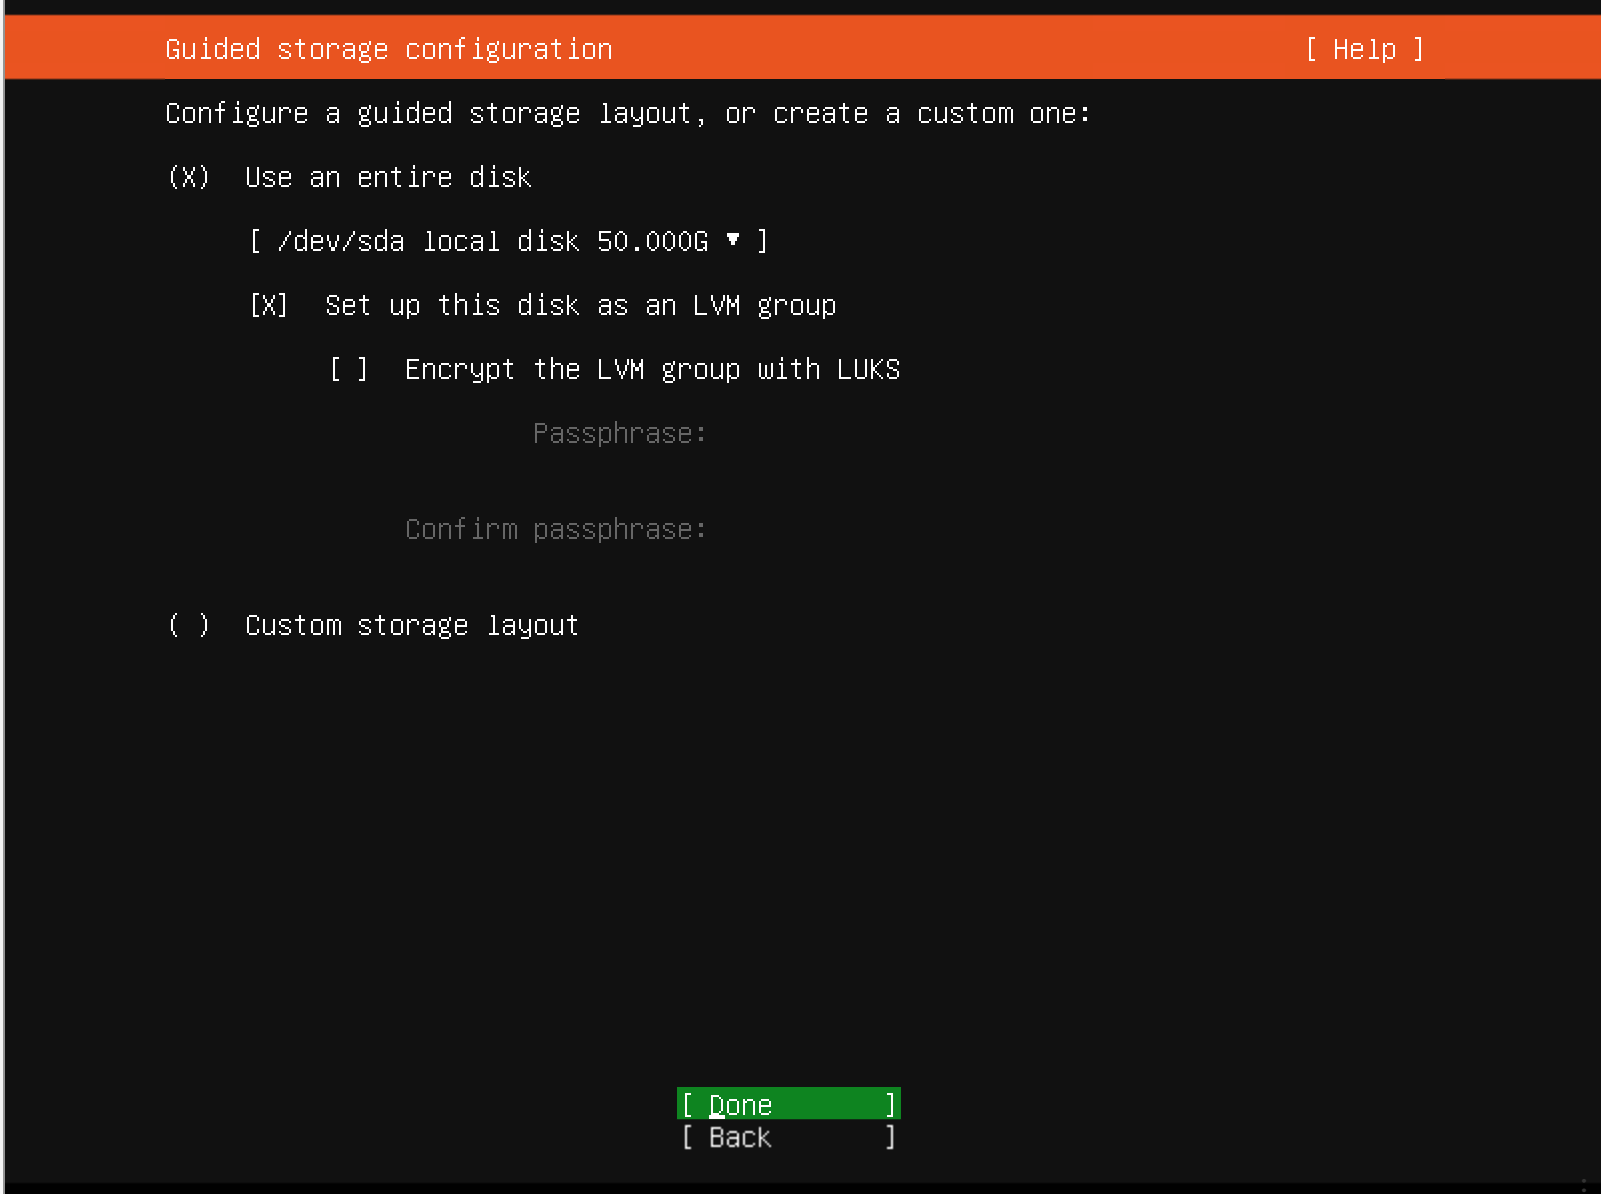 Guided storage configuration [ Help ]
Configure a guided storage layout, or create a custom one:
(X) Use an entire disk
[ /dev/sda local disk 50.000G ▾ ]
[X] Set up this disk as an LVM group
[ ] Encrypt the LVM group with LUKS
Passphrase:
Confirm passphrase:
( ) Custom storage layout
[ Done ]
[ Back ]